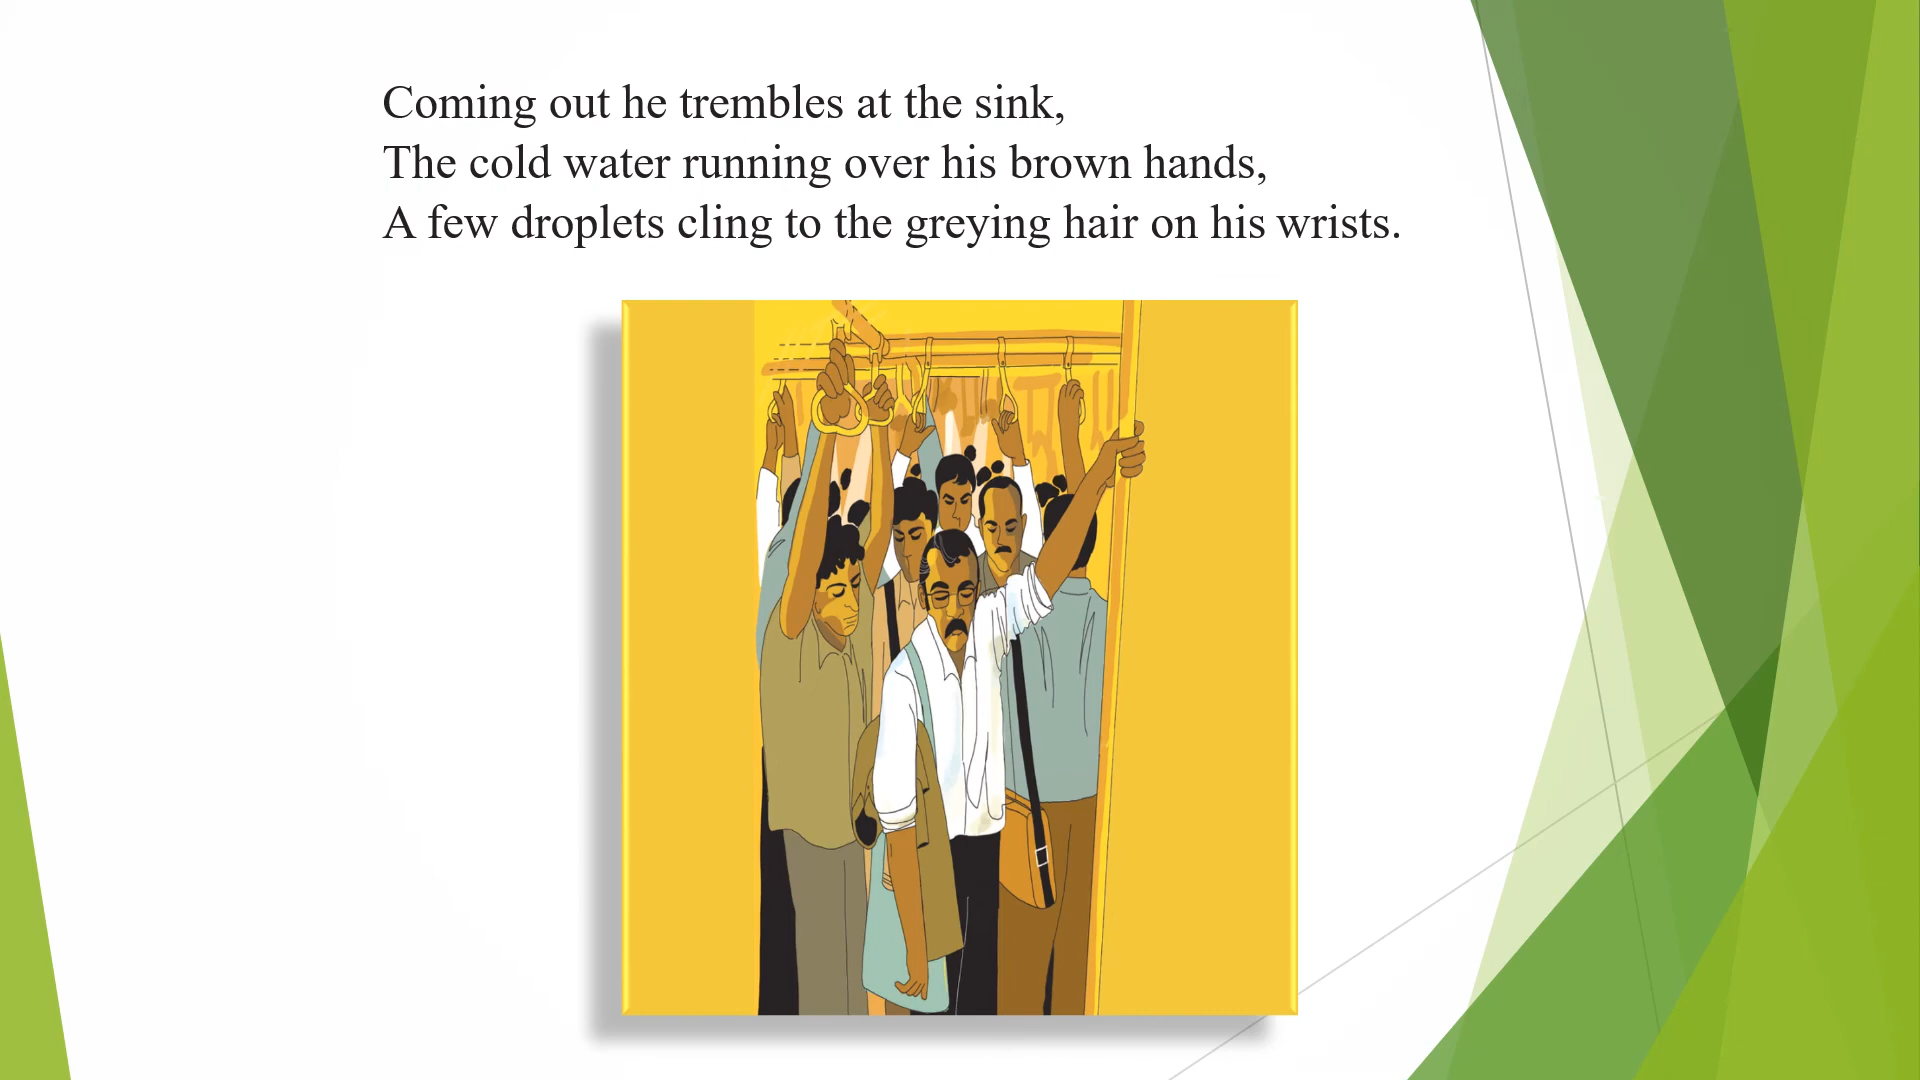 Coming out he trembles at the sink,
The cold water running over his brown hands,
A few droplets cling to the greying hair on his wrists.